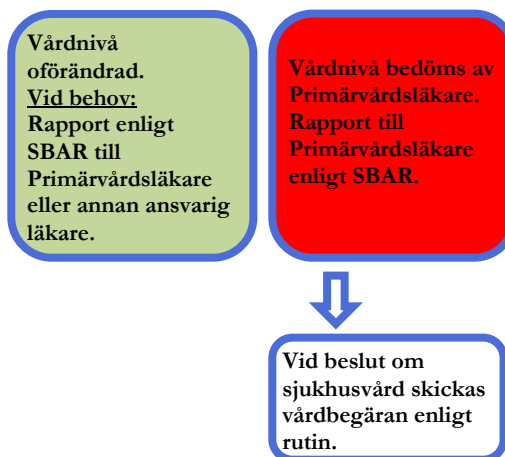 Vårdnivå
oförändrad.
Vid behov:
Rapport enligt
SBAR till
Primärvårdsläkare
eller annan ansvarig
läkare.
Vårdnivå bedöms av
Primärvårdsläkare.
Rapport till
Primärvårdsläkare
enligt SBAR.
Vid beslut om
sjukhusvård skickas
vårdbegäran enligt
rutin.